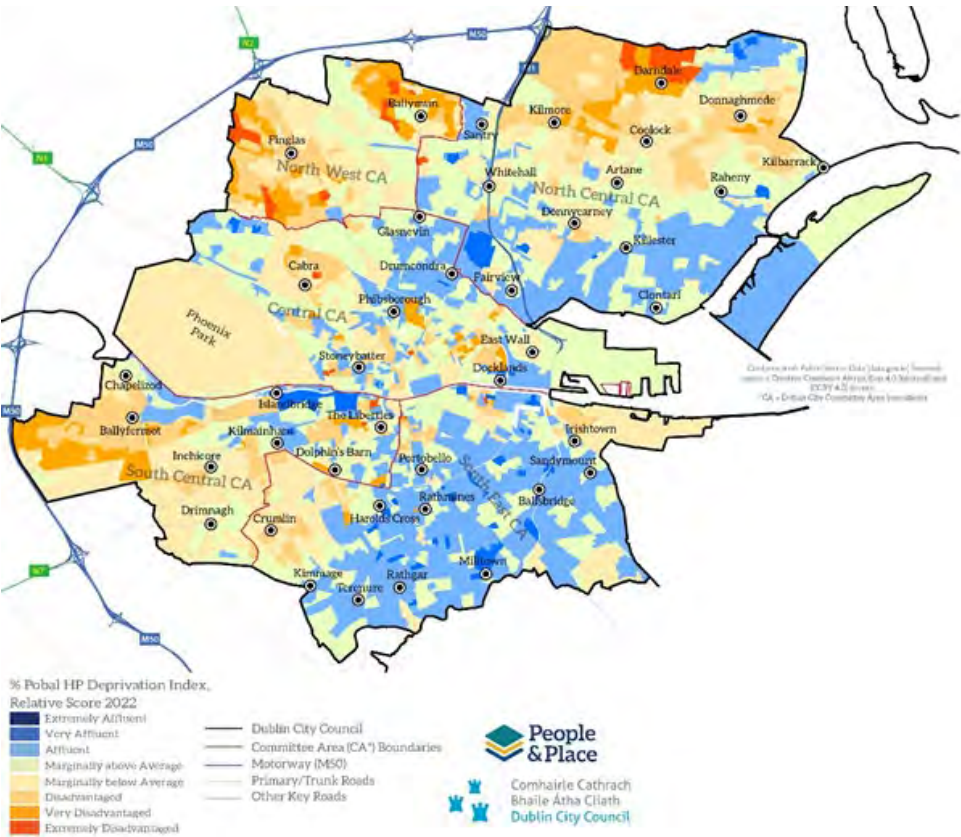 M50
N2
M1
Darndale
Ballymun
Kilmore
Donnaghmede
Santry
Coolock
Finglas
N3
M50
North West CA
Whitehall
Artane
Kilbarrack
North Central CA
Raheny
Donnycarney
Glasnevin
Killester
Cabra
Drumcondra
Fairview
Clontarf
Phibsborough
Central CA
Phoenix
Park
East Wall
Stoneybatter
Docklands
Chapelizod
M50
Islandbridge
The Liberties
Ballyfermot
Kilmainham
Irishtown
Inchicore
Dolphin's Barn
Portobello
Sandymount
South Central CA
South East CA
Rathmines
Ballsbridge
Drimnagh
Crumlin
Harolds Cross
Milltown
N7
Kimmage
Rathgar
Terenure
M50
% Pobal HP Deprivation Index,
Relative Score 2022
Extremely Affluent
Very Affluent
Affluent
Marginally above Average
Marginally below Average
Disadvantaged
Very Disadvantaged
Extremely Disadvantaged
Dublin City Council
Committee Area (CA*) Boundaries
Motorway (M50)
Primary/Trunk Roads
Other Key Roads
People
&Place
Comhairle Cathrach
Bhaile Átha Cliath
Dublin City Council